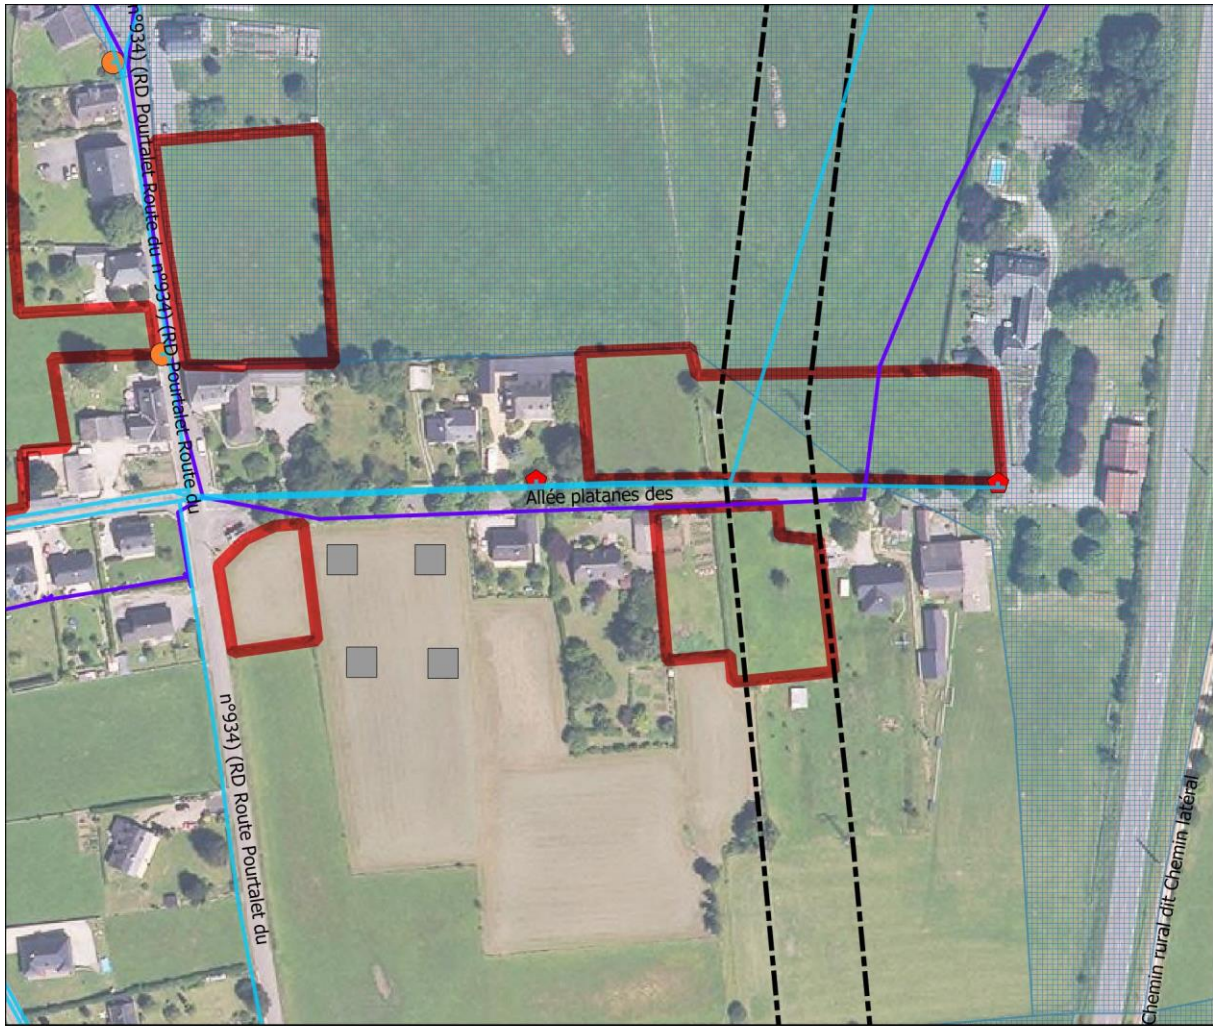 n°934) (RD Pourtalet Route du n°934) (RD Pourtalet Route du
Allée platanes des
n°934) (RD Route Pourtalet du
Chemin rural dit Chemin latéral